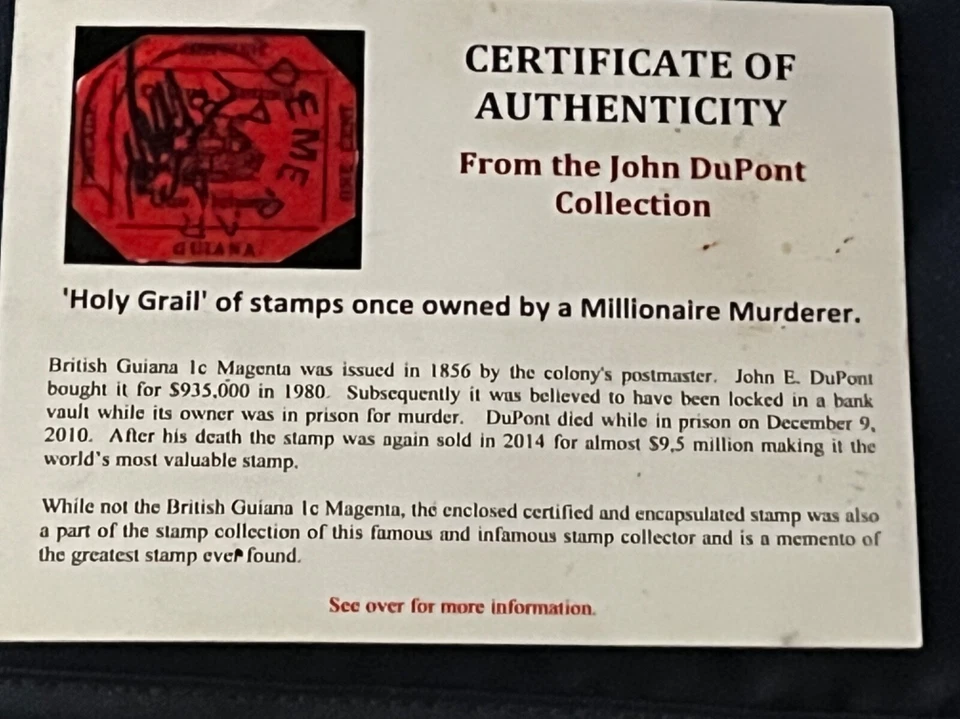 CERTIFICATE OF
AUTHENTICITY
From the John DuPont
Collection
DEMERAR
GUIANA
'Holy Grail' of stamps once owned by a Millionaire Murderer.
British Guiana 1c Magenta was issued in 1856 by the colony's postmaster. John E. DuPont
bought it for $935,000 in 1980. Subsequently it was believed to have been locked in a bank
vault while its owner was in prison for murder. DuPont died while in prison on December 9,
2010. After his death the stamp was again sold in 2014 for almost $9,5 million making it the
world's most valuable stamp.
While not the British Guiana 1c Magenta, the enclosed certified and encapsulated stamp was also
a part of the stamp collection of this famous and infamous stamp collector and is a memento of
the greatest stamp ever found.
See over for more information.